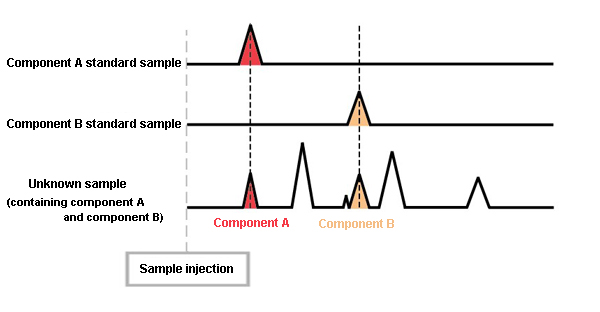 Component A standard sample
Component B standard sample
Unknown sample
(containing component A
and component B)
Component A
Component B
Sample injection